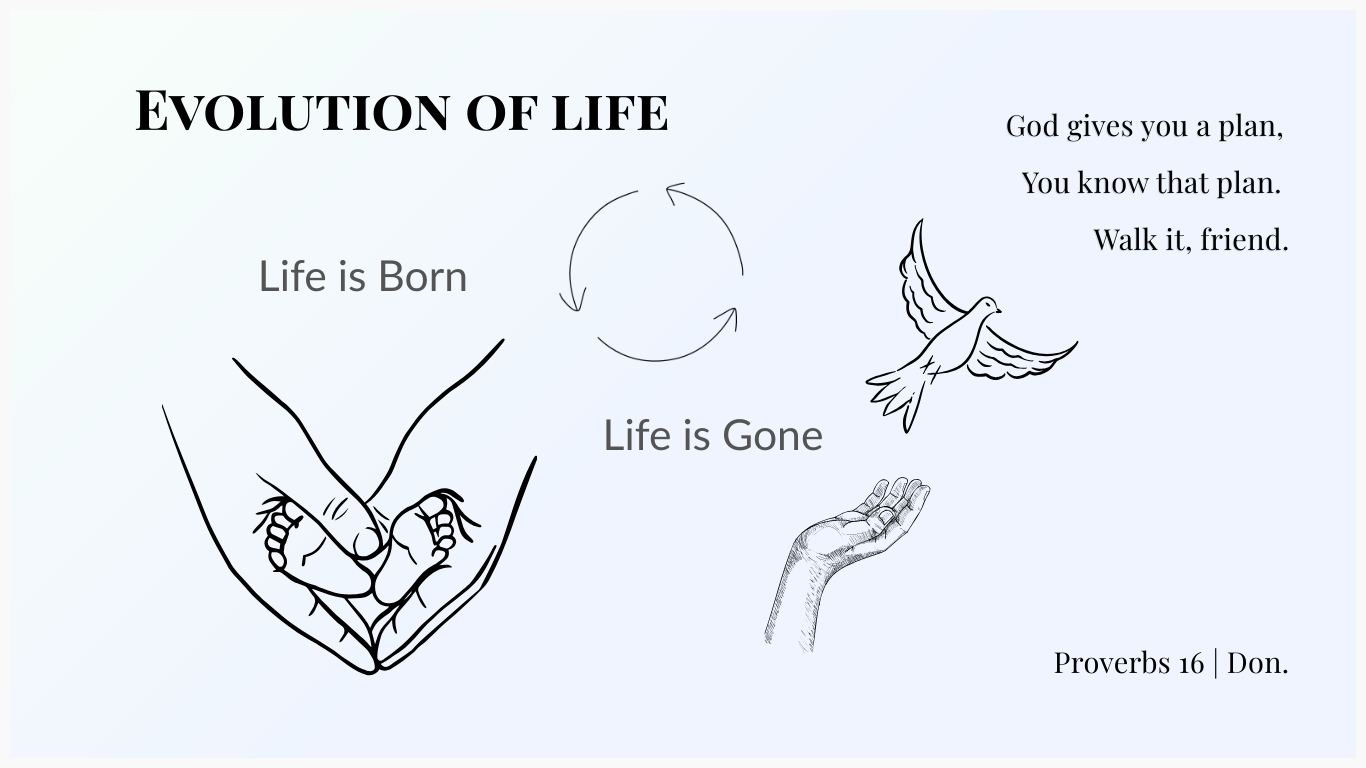 Evolution of life
God gives you a plan,
You know that plan.
Walk it, friend.
Life is Born
Life is Gone
Proverbs 16 | Don.